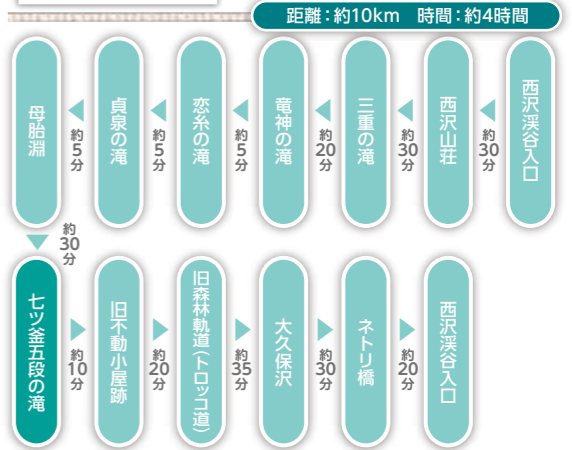 距離：約10km　時間：約4時間
西沢渓谷入口
約30分
西沢山荘
約30分
三重の滝
約20分
竜神の滝
約5分
恋糸の滝
約5分
貞泉の滝
約5分
母胎淵
約30分
七ツ釜五段の滝
約10分
旧不動小屋跡
約20分
旧森林軌道（トロッコ道）
約35分
大久保沢
約30分
ネトリ橋
約20分
西沢渓谷入口